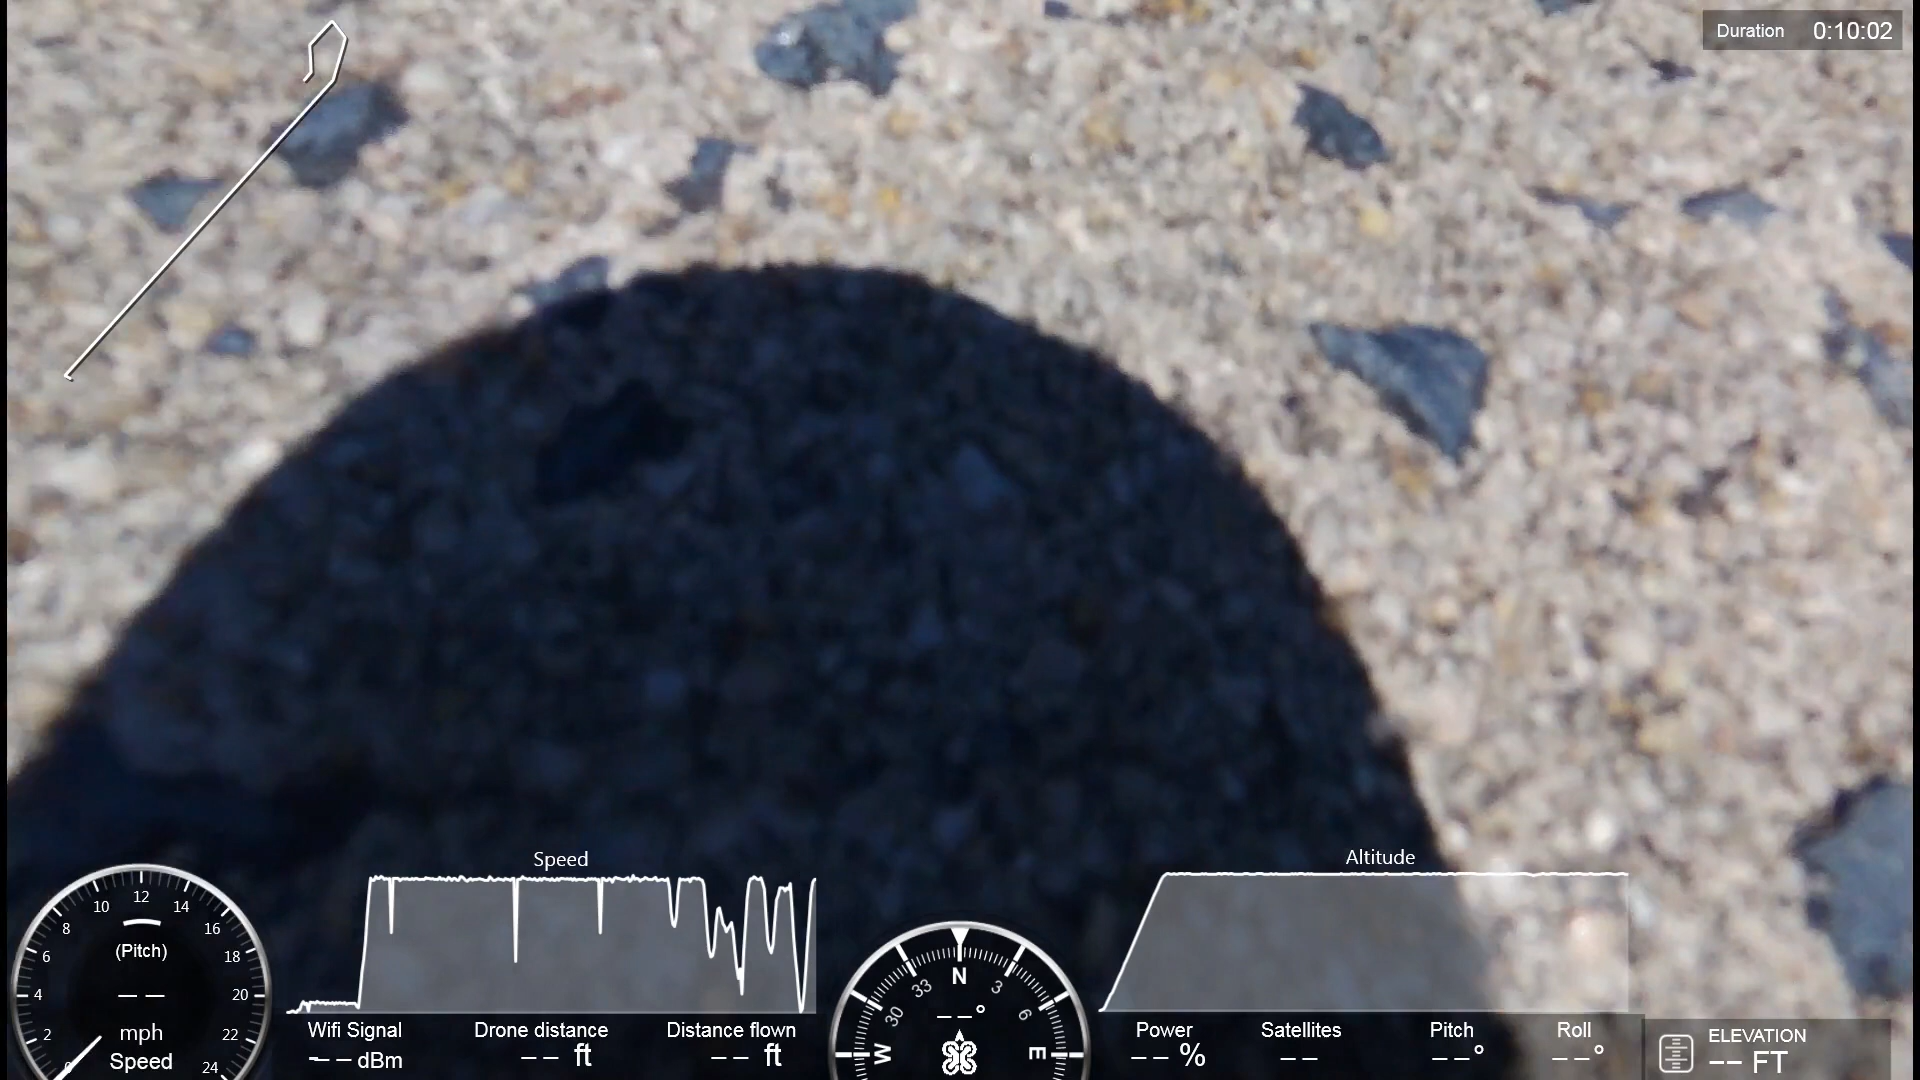 Duration 0:10:02
Speed
Altitude
0 2 4 6 8 10 12 14 16 18 20 22 24
(Pitch)
-- mph
Speed
30 33 N 3 6
W E
--°
Wifi Signal Drone distance Distance flown
-- dBm -- ft -- ft
Power Satellites Pitch Roll
-- % -- --° --°
ELEVATION
-- FT